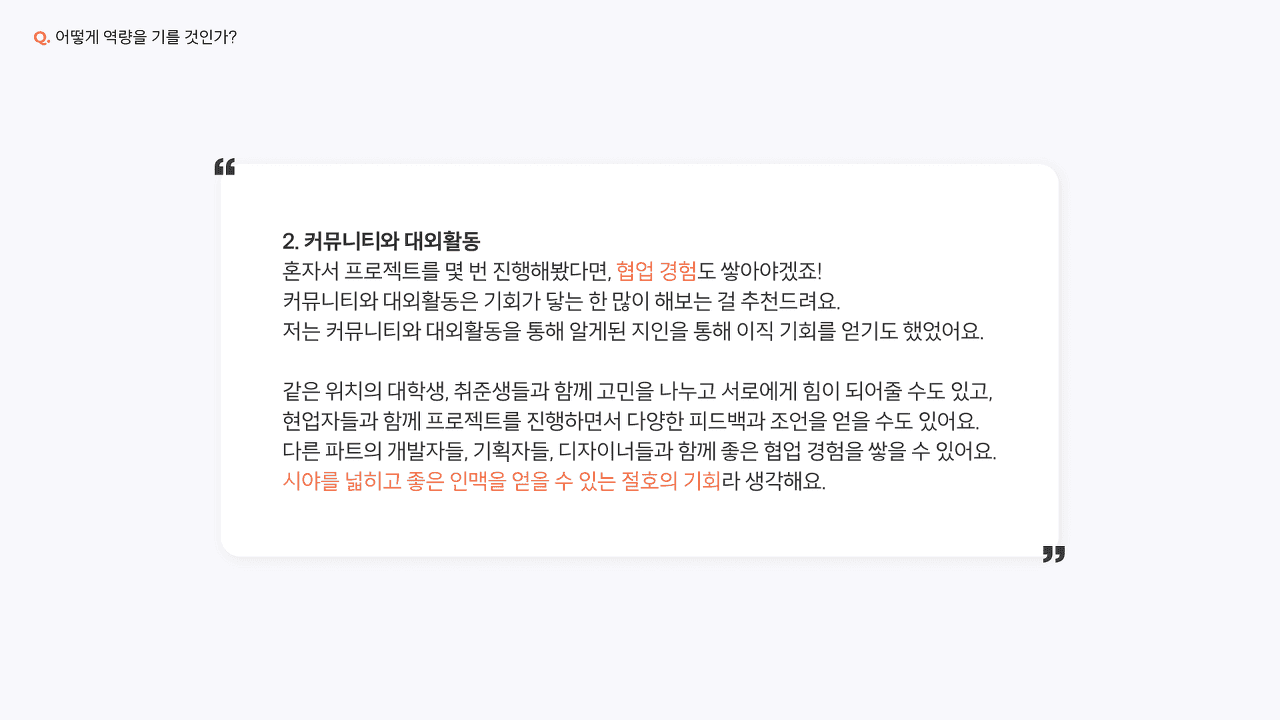 Q. 어떻게 역량을 기를 것인가?
“
2. 커뮤니티와 대외활동
혼자서 프로젝트를 몇 번 진행해봤다면, 협업 경험도 쌓아야겠죠!
커뮤니티와 대외활동은 기회가 닿는 한 많이 해보는 걸 추천드려요.
저는 커뮤니티와 대외활동을 통해 알게된 지인을 통해 이직 기회를 얻기도 했었어요.
같은 위치의 대학생, 취준생들과 함께 고민을 나누고 서로에게 힘이 되어줄 수도 있고,
현업자들과 함께 프로젝트를 진행하면서 다양한 피드백과 조언을 얻을 수도 있어요.
다른 파트의 개발자들, 기획자들, 디자이너들과 함께 좋은 협업 경험을 쌓을 수 있어요.
시야를 넓히고 좋은 인맥을 얻을 수 있는 절호의 기회라 생각해요.
”